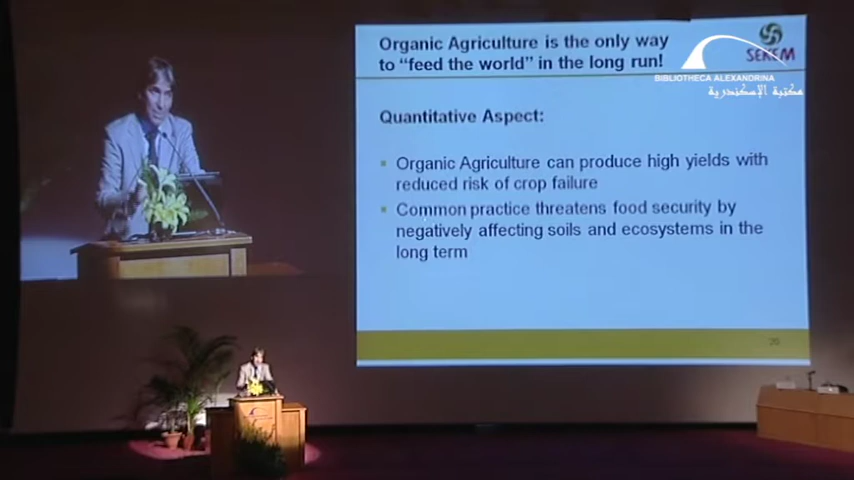 Organic Agriculture is the only way
to "feed the world" in the long run!
SEKEM
BIBLIOTHECA ALEXANDRINA
مكتبة الإسكندرية
Quantitative Aspect:
Organic Agriculture can produce high yields with
reduced risk of crop failure
Common practice threatens food security by
negatively affecting soils and ecosystems in the
long term
20